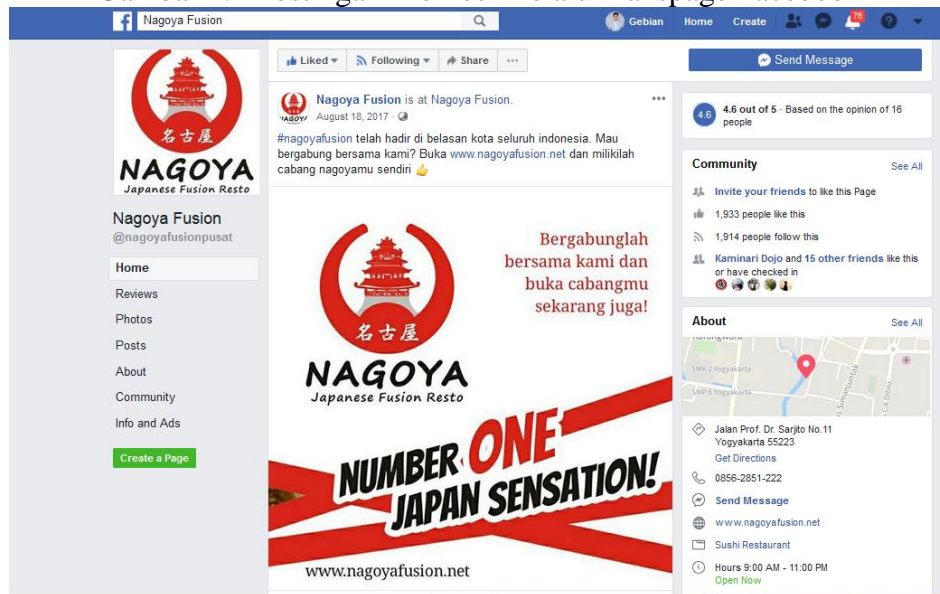 Nagoya Fusion
Gebian
Home
Create
76
名古屋
NAGOYA
Japanese Fusion Resto
Nagoya Fusion
@nagoyafusionpusat
Home
Reviews
Photos
Posts
About
Community
Info and Ads
Create a Page
Liked
Following
Share
Nagoya Fusion is at Nagoya Fusion.
August 18, 2017
#nagoyafusion telah hadir di belasan kota seluruh indonesia. Mau
bergabung bersama kami? Buka www.nagoyafusion.net dan milikilah
cabang nagoyamu sendiri 👍
Bergabunglah
bersama kami dan
buka cabangmu
sekarang juga!
名古屋
NAGOYA
Japanese Fusion Resto
NUMBER ONE
JAPAN SENSATION!
www.nagoyafusion.net
Send Message
4.6
4.6 out of 5 · Based on the opinion of 16
people
Community
See All
Invite your friends to like this Page
1,933 people like this
1,914 people follow this
Kaminari Dojo and 15 other friends like this
or have checked in
About
See All
SMK 2 Yogyakarta
SMP 6 Yogyakarta
Simanjuntak
Cik Ditiro
Jalan Prof. Dr. Sarjito No.11
Yogyakarta 55223
Get Directions
0856-2851-222
Send Message
www.nagoyafusion.net
Sushi Restaurant
Hours 9:00 AM - 11:00 PM
Open Now